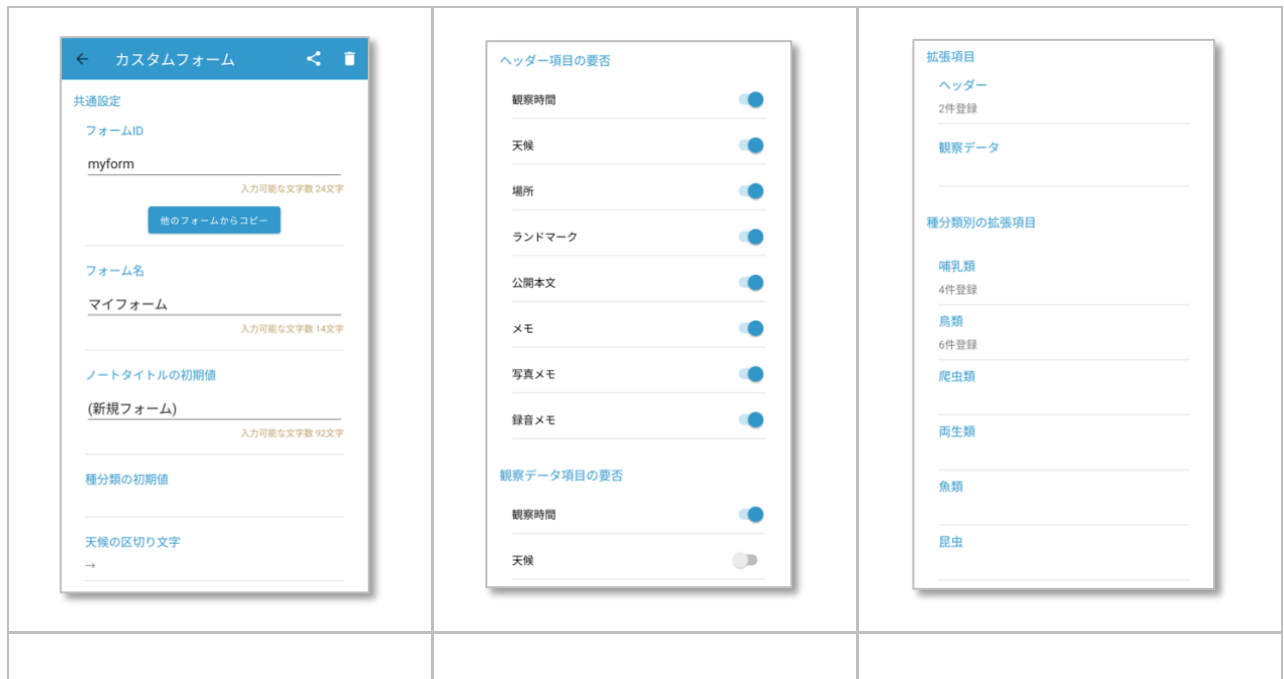 カスタムフォーム
共通設定
フォームID
myform
入力可能な文字数 24文字
他のフォームからコピー
フォーム名
マイフォーム
入力可能な文字数 14文字
ノートタイトルの初期値
(新規フォーム)
入力可能な文字数 92文字
種分類の初期値
天候の区切り文字
→
ヘッダー項目の要否
観察時間
天候
場所
ランドマーク
公開本文
メモ
写真メモ
録音メモ
観察データ項目の要否
観察時間
天候
拡張項目
ヘッダー
2件登録
観察データ
種分類別の拡張項目
哺乳類
4件登録
鳥類
6件登録
爬虫類
両生類
魚類
昆虫